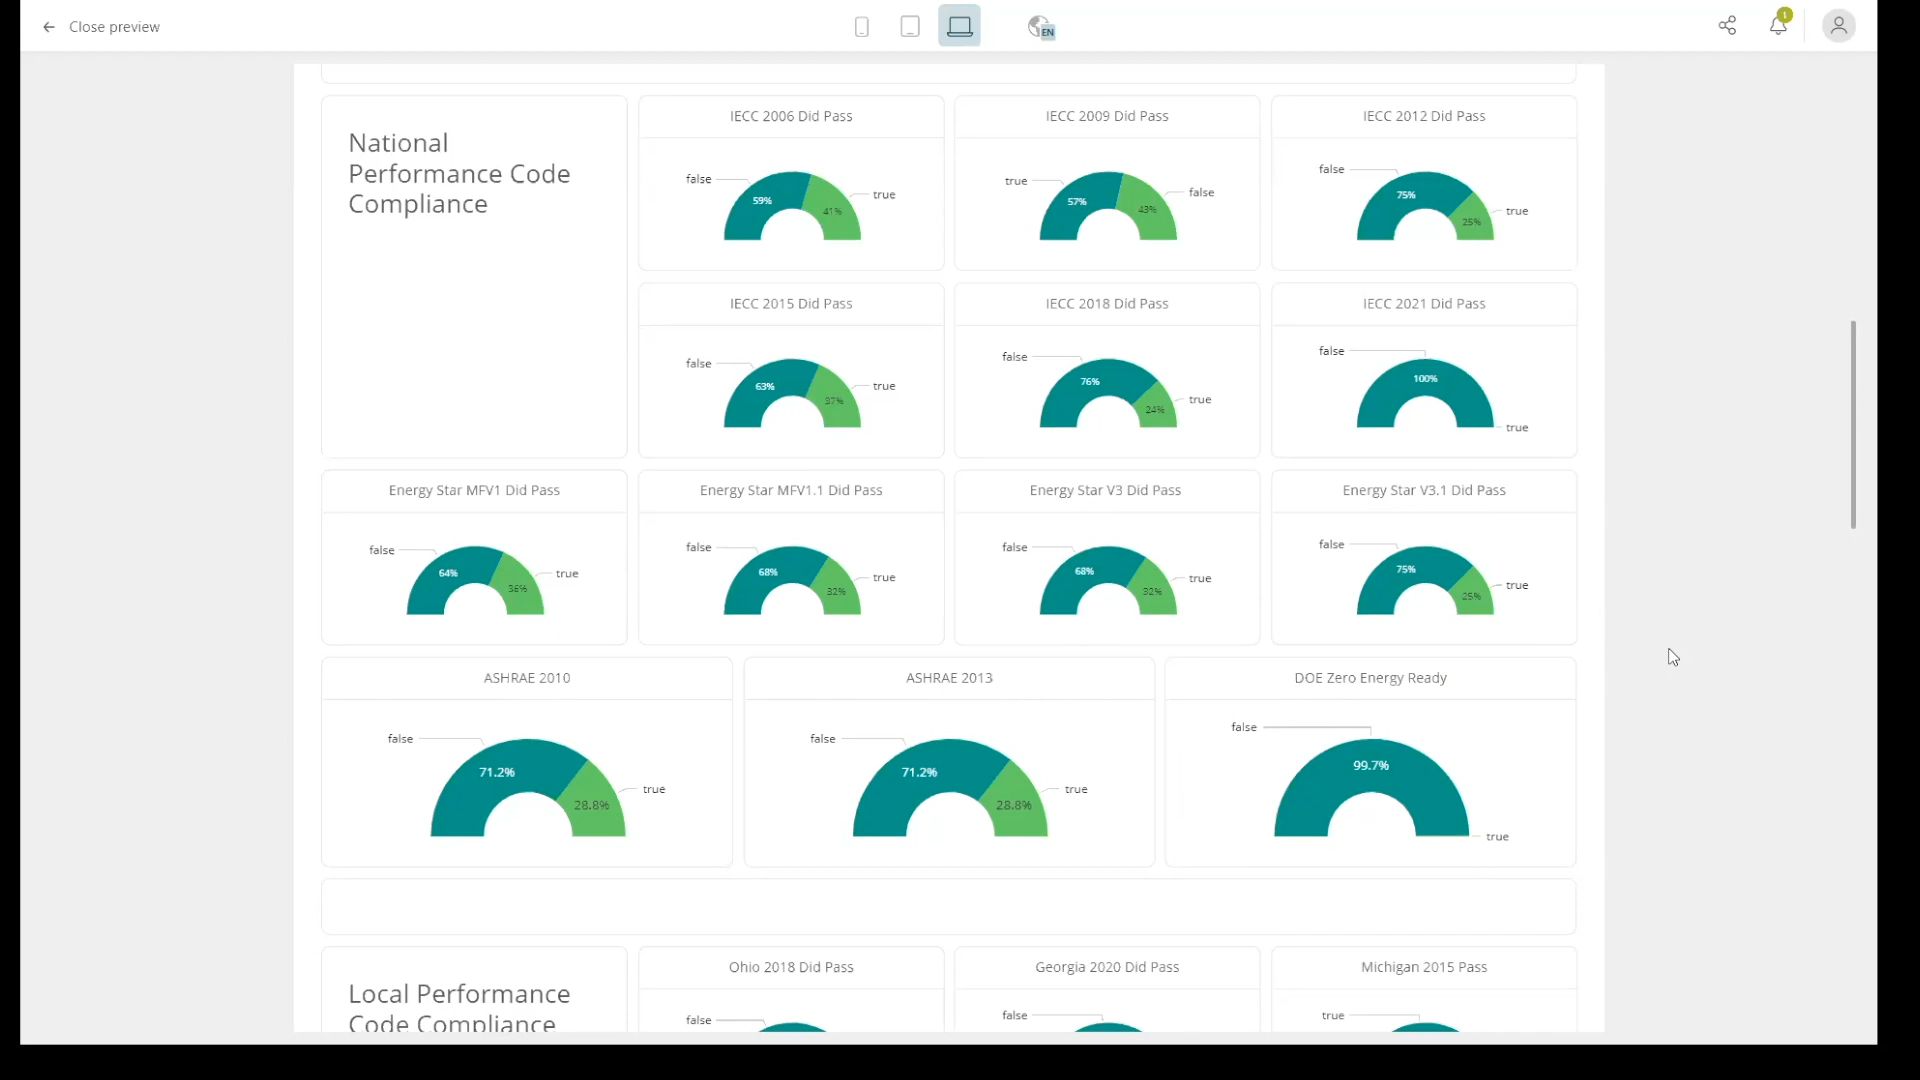 Close preview
EN
1
National
Performance Code
Compliance
IECC 2006 Did Pass
false
59%
41%
true
IECC 2009 Did Pass
true
57%
43%
false
IECC 2012 Did Pass
false
75%
25%
true
IECC 2015 Did Pass
false
63%
37%
true
IECC 2018 Did Pass
false
76%
24%
true
IECC 2021 Did Pass
false
100%
true
Energy Star MFV1 Did Pass
false
64%
36%
true
Energy Star MFV1.1 Did Pass
false
68%
32%
true
Energy Star V3 Did Pass
false
68%
32%
true
Energy Star V3.1 Did Pass
false
75%
25%
true
ASHRAE 2010
false
71.2%
28.8%
true
ASHRAE 2013
false
71.2%
28.8%
true
DOE Zero Energy Ready
false
99.7%
true
Local Performance
Code Compliance
Ohio 2018 Did Pass
false
Georgia 2020 Did Pass
false
Michigan 2015 Pass
true